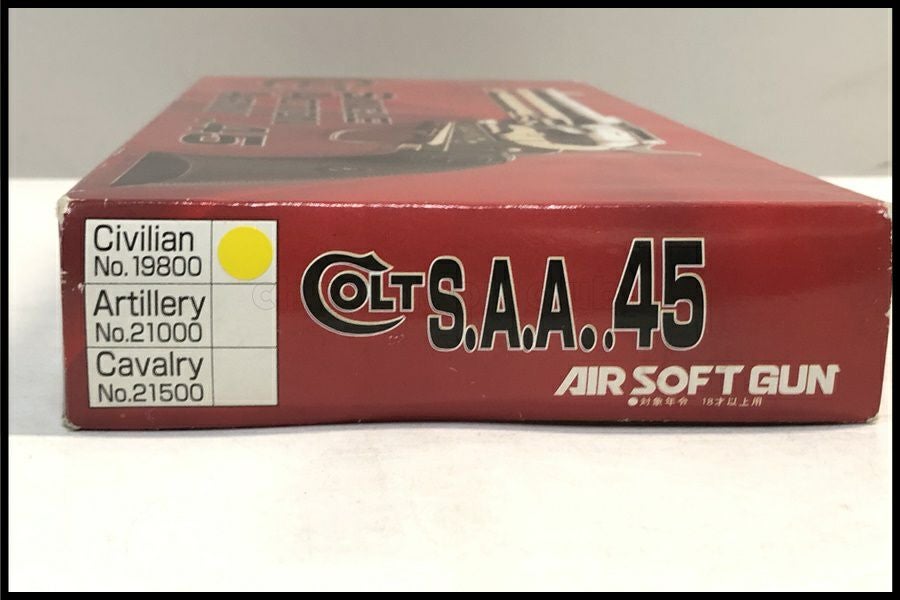 Civilian
No.19800
Artillery
No.21000
Cavalry
No.21500
COLT S.A.A..45
AIR SOFT GUN
●対象年令 18才以上用